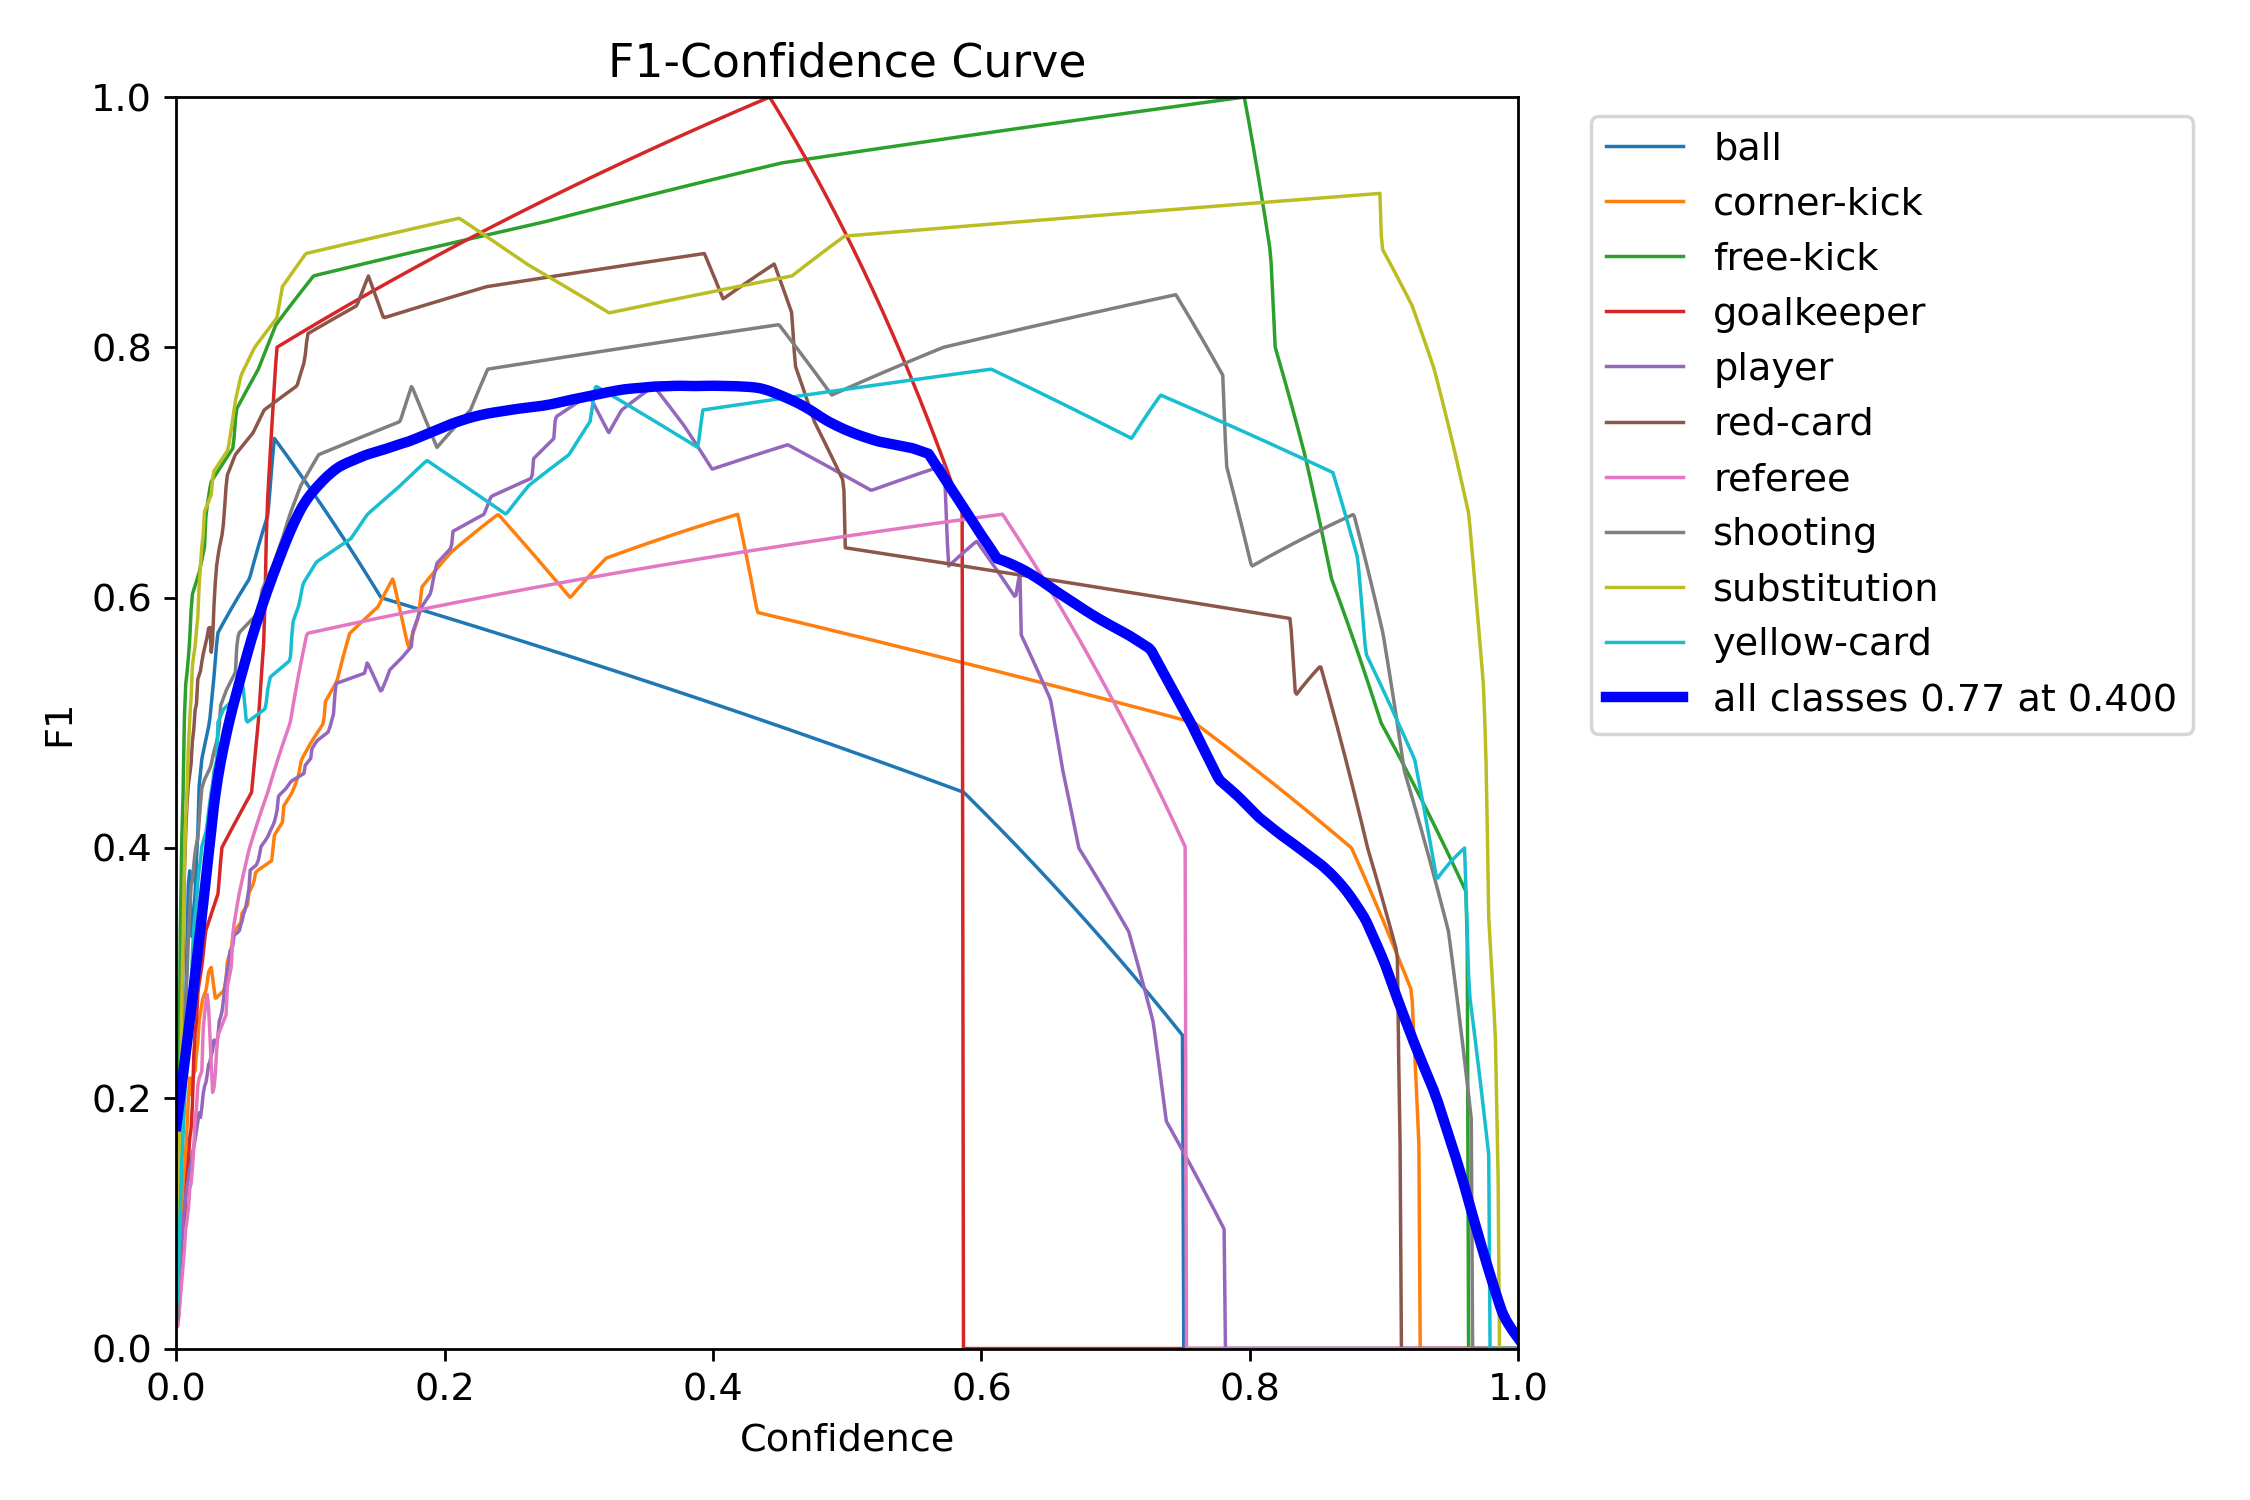 F1-Confidence Curve
1.0
0.8
0.6
0.4
0.2
0.0
F1
0.0 0.2 0.4 0.6 0.8 1.0
Confidence
ball
corner-kick
free-kick
goalkeeper
player
red-card
referee
shooting
substitution
yellow-card
all classes 0.77 at 0.400